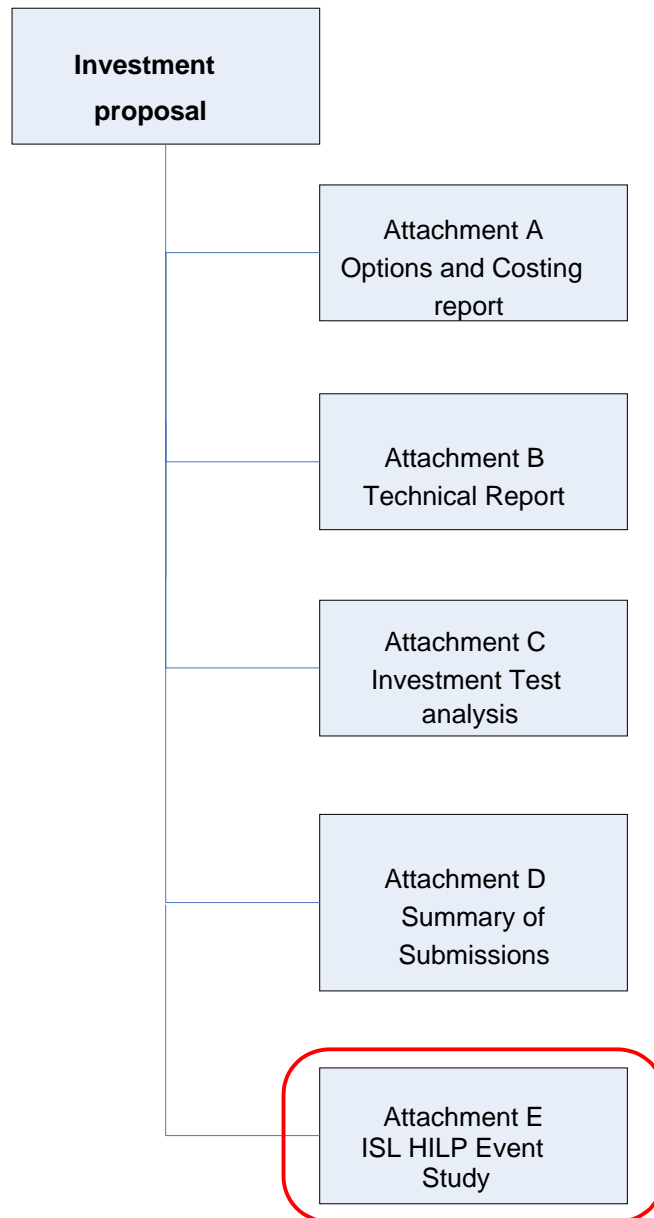 Investment
proposal
Attachment A
Options and Costing
report
Attachment B
Technical Report
Attachment C
Investment Test
analysis
Attachment D
Summary of
Submissions
Attachment E
ISL HILP Event
Study